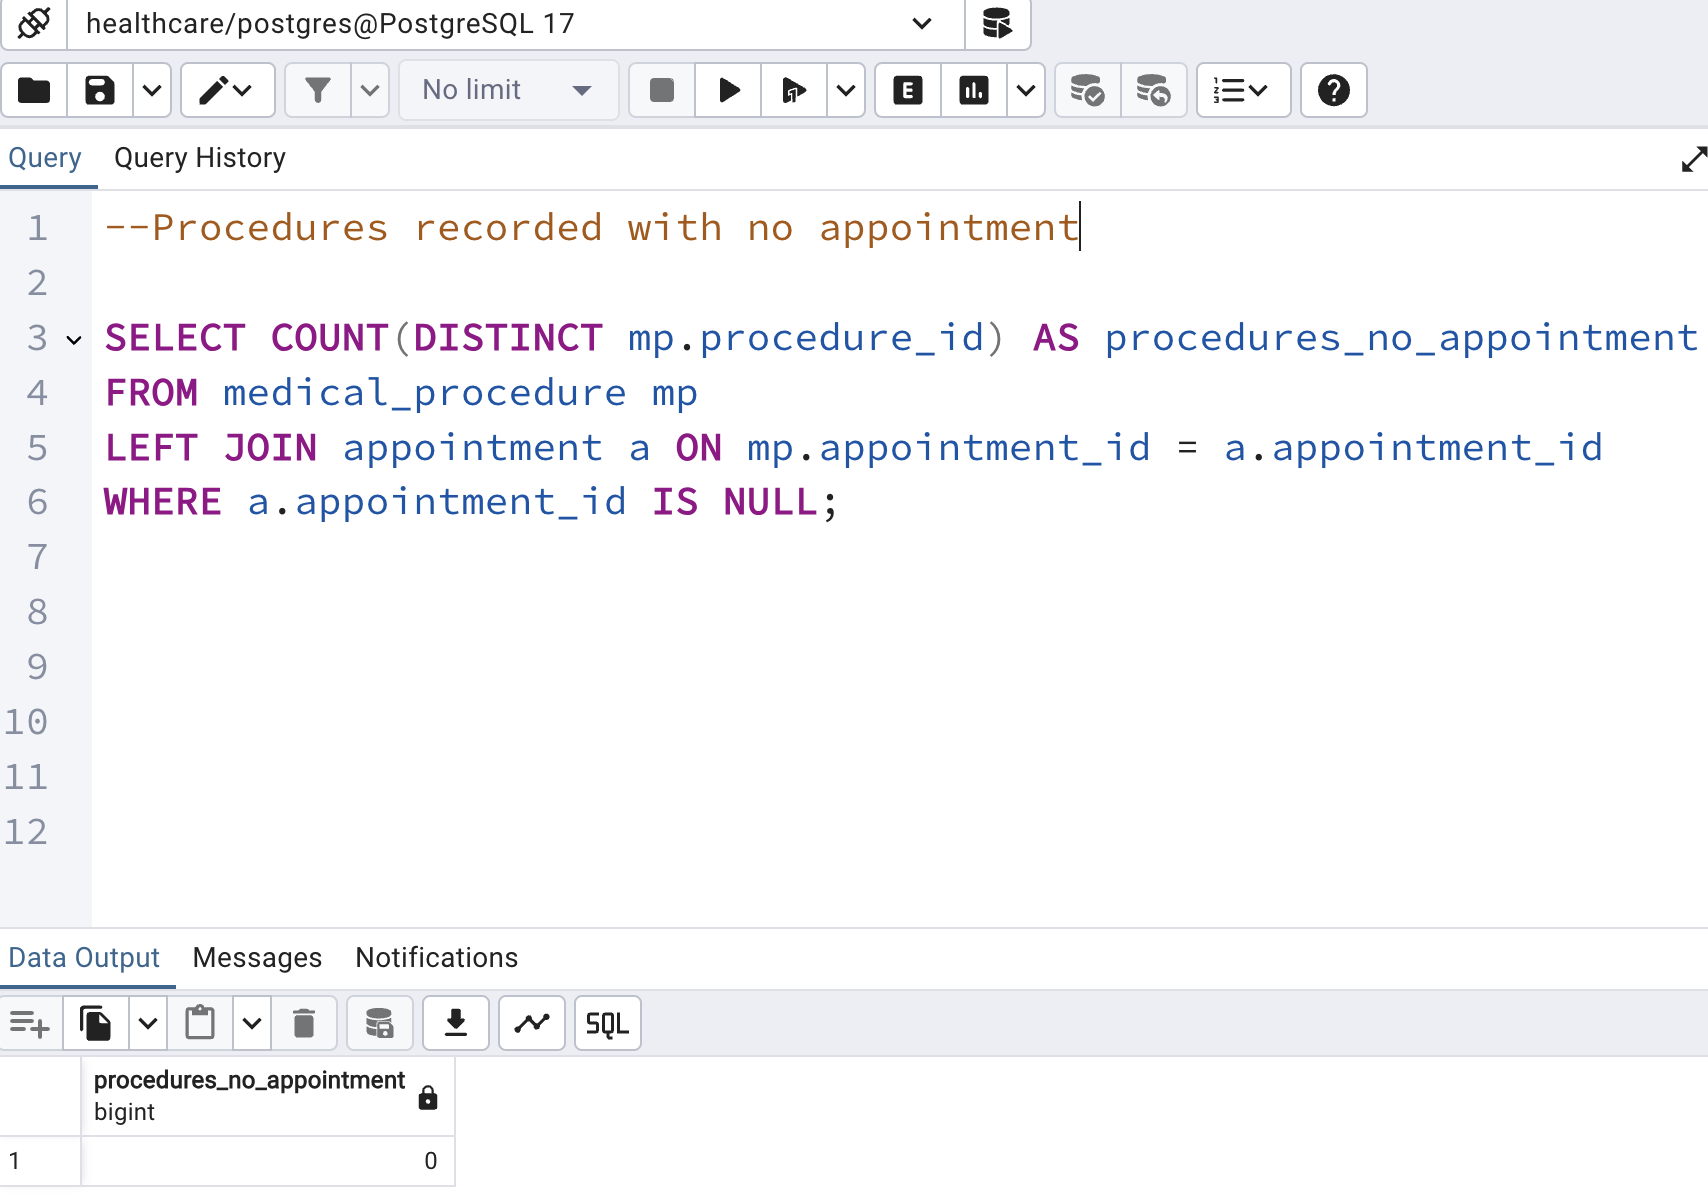 healthcare/postgres@PostgreSQL 17
No limit
E
Query Query History
1 --Procedures recorded with no appointment
2
3 SELECT COUNT(DISTINCT mp.procedure_id) AS procedures_no_appointment
4 FROM medical_procedure mp
5 LEFT JOIN appointment a ON mp.appointment_id = a.appointment_id
6 WHERE a.appointment_id IS NULL;
7
8
9
10
11
12
Data Output Messages Notifications
SQL
procedures_no_appointment
bigint
1 0